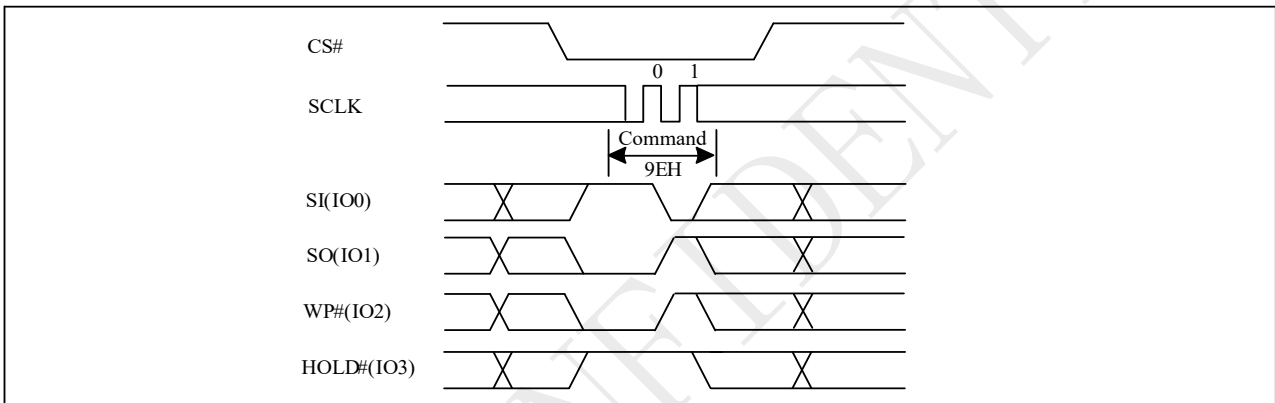 CS#
0 1
SCLK
Command
9EH
SI(IO0)
SO(IO1)
WP#(IO2)
HOLD#(IO3)